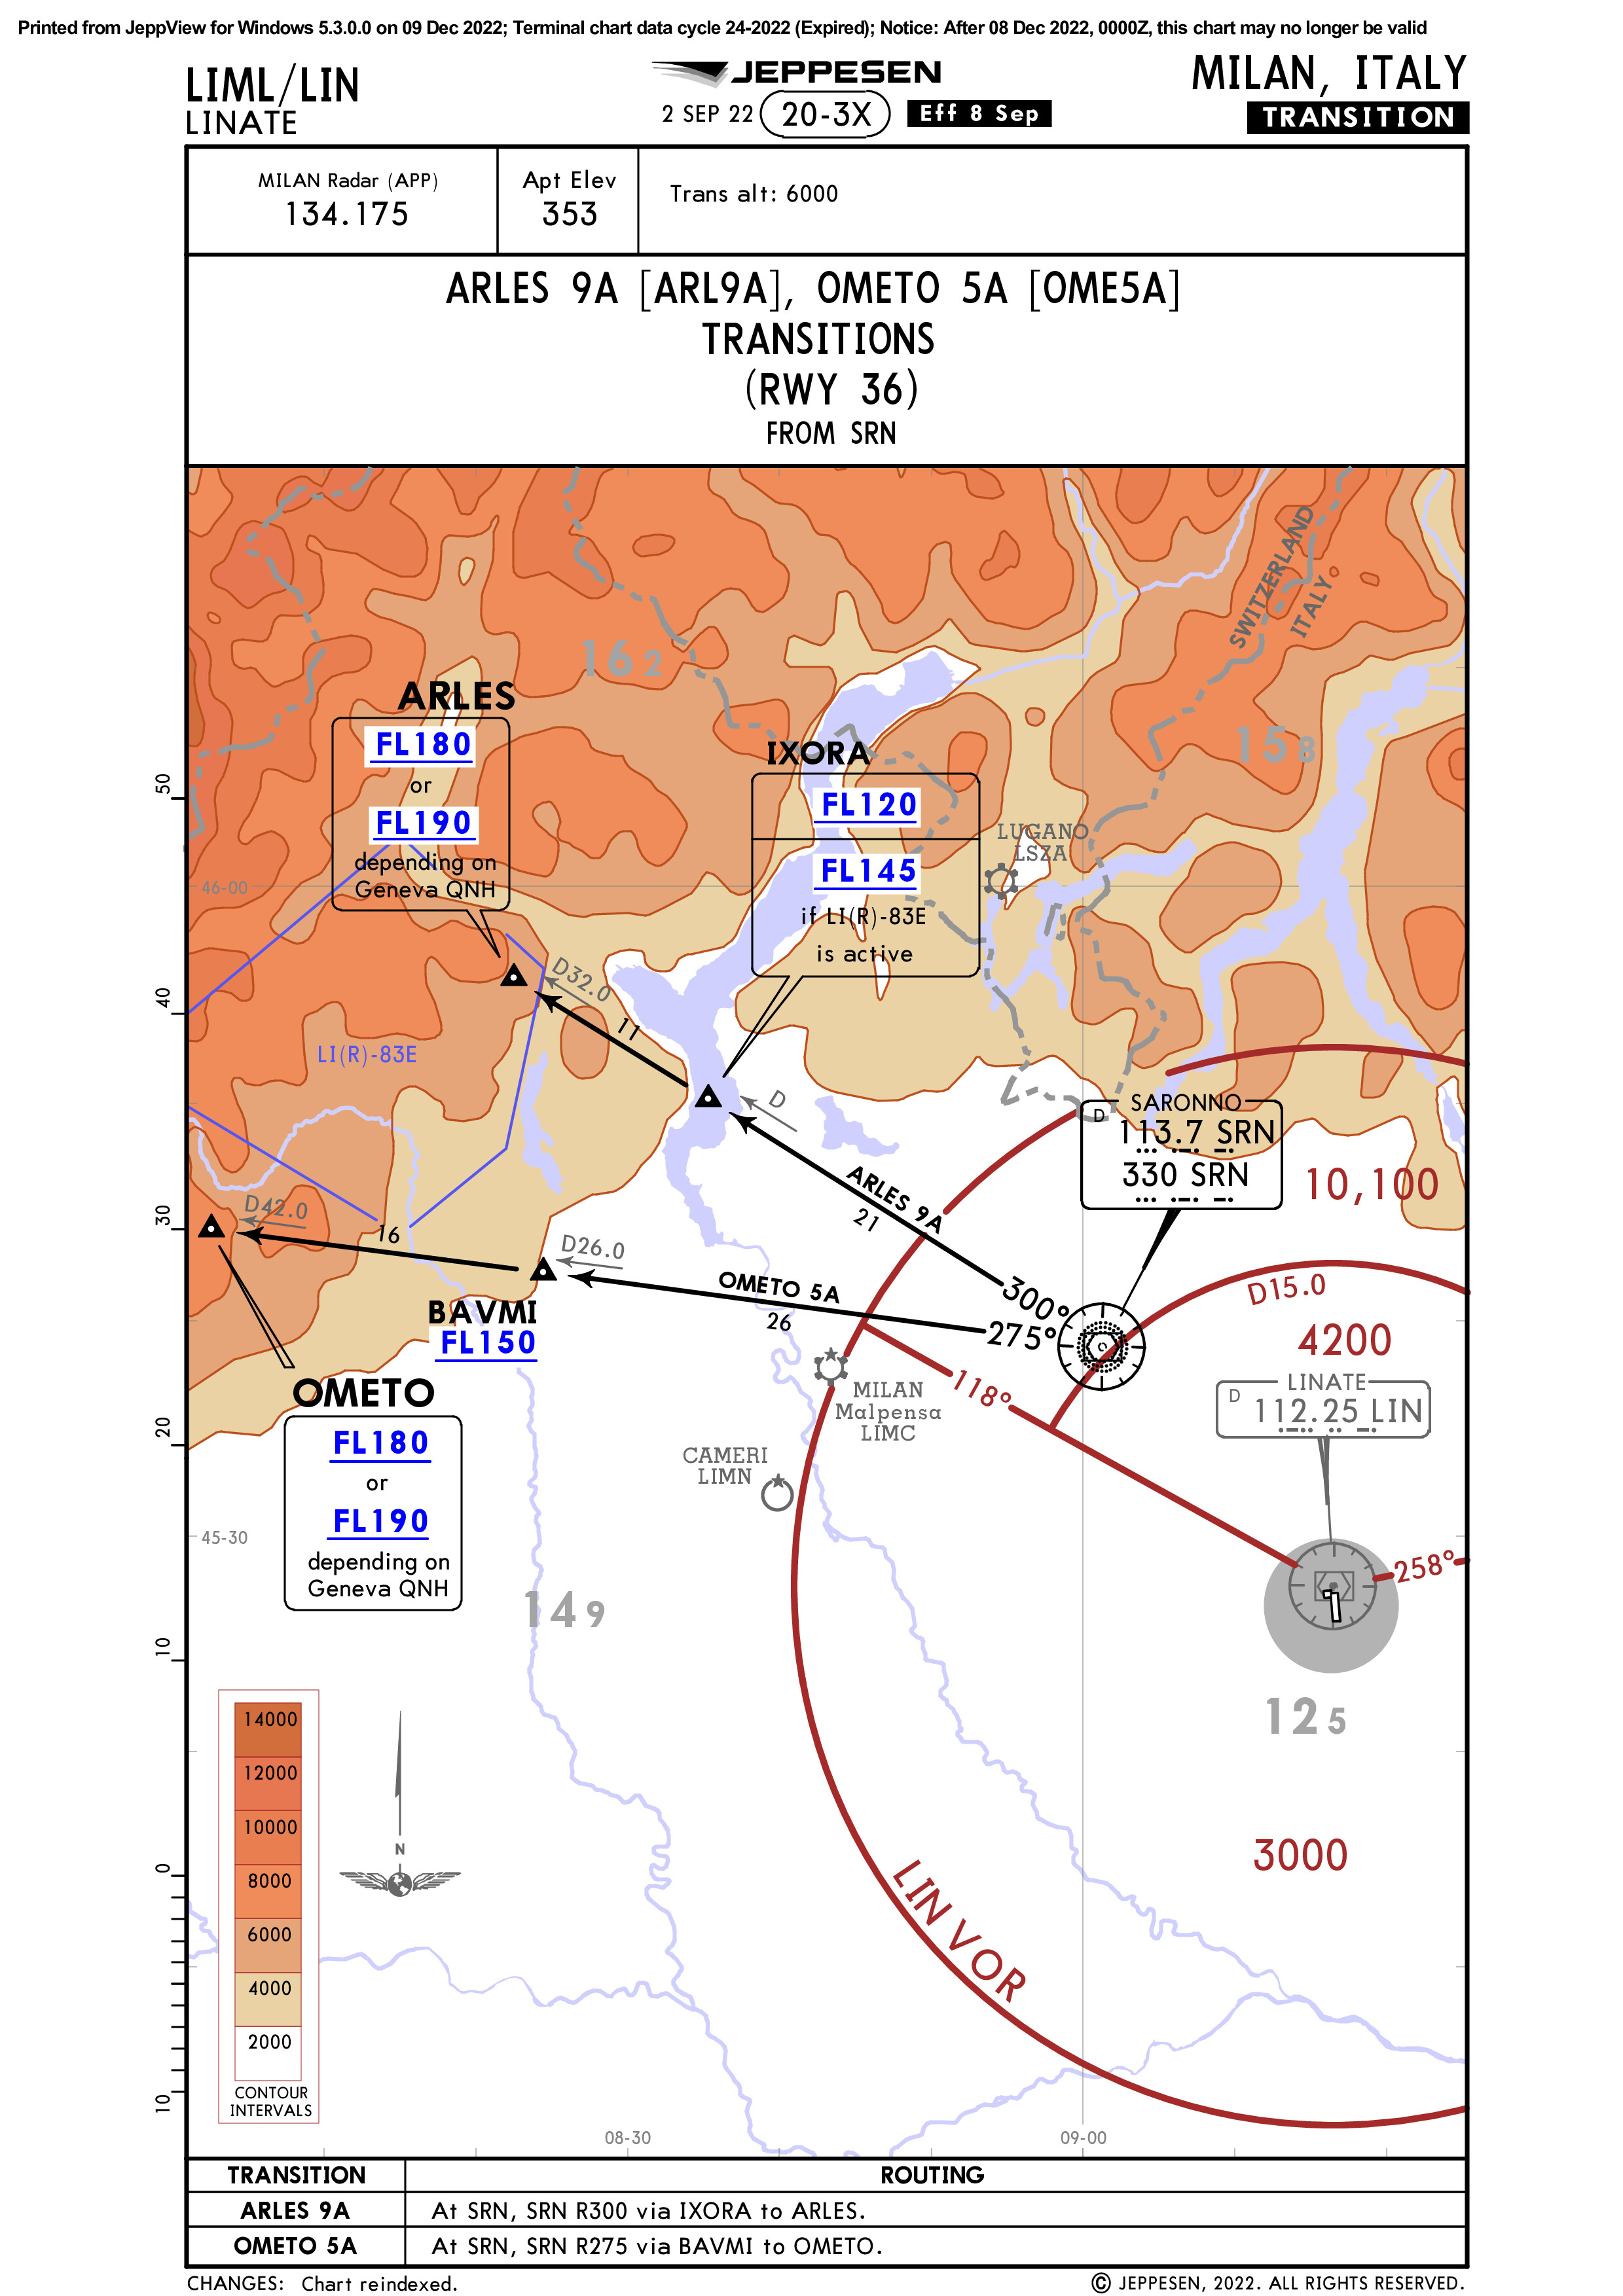 Printed from JeppView for Windows 5.3.0.0 on 09 Dec 2022; Terminal chart data cycle 24-2022 (Expired); Notice: After 08 Dec 2022, 0000Z, this chart may no longer be valid
LIML/LIN
LINATE
JEPPESEN
2 SEP 22
20-3X
Eff 8 Sep
MILAN, ITALY
TRANSITION
MILAN Radar (APP)
134.175
Apt Elev
353
Trans alt: 6000
ARLES 9A [ARL9A], OMETO 5A [OME5A]
TRANSITIONS
(RWY 36)
FROM SRN
SWITZERLAND
ITALY
162
158
ARLES
FL180
or
FL190
depending on
Geneva QNH
IXORA
FL120
FL145
if LI(R)-83E
is active
LUGANO
LSZA
50
46-00
40
D32.0
11
LI(R)-83E
D
SARONNO
D
113.7 SRN
330 SRN
10,100
ARLES 9A
21
30
D42.0
16
D26.0
OMETO 5A
26
300°
275°
D15.0
4200
BAVMI
FL150
118°
LINATE
D
112.25 LIN
MILAN
Malpensa
LIMC
OMETO
FL180
or
FL190
depending on
Geneva QNH
20
CAMERI
LIMN
45-30
258°
149
10
125
14000
12000
10000
8000
6000
4000
2000
CONTOUR
INTERVALS
N
0
3000
LIN VOR
10
08-30
09-00
TRANSITION
ROUTING
ARLES 9A
At SRN, SRN R300 via IXORA to ARLES.
OMETO 5A
At SRN, SRN R275 via BAVMI to OMETO.
CHANGES: Chart reindexed.
© JEPPESEN, 2022. ALL RIGHTS RESERVED.